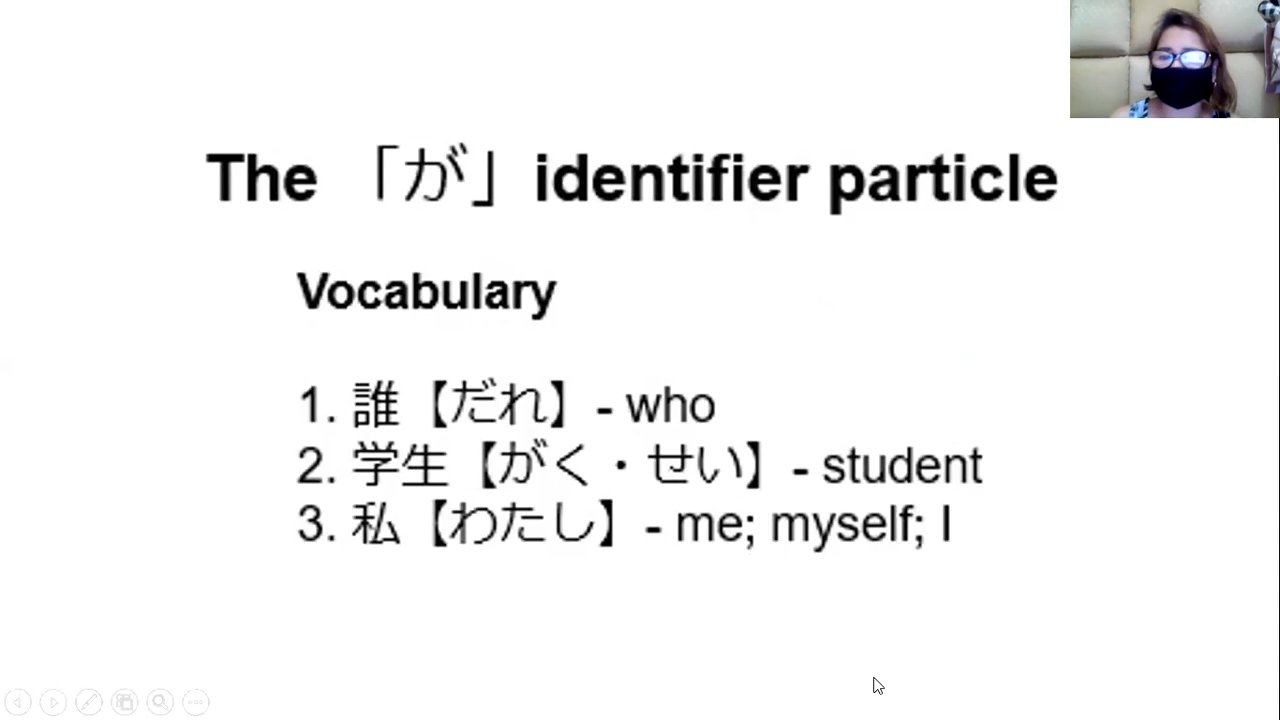 The 「が」 identifier particle
Vocabulary
1. 誰【だれ】 - who
2. 学生【がく・せい】 - student
3. 私【わたし】 - me; myself; I